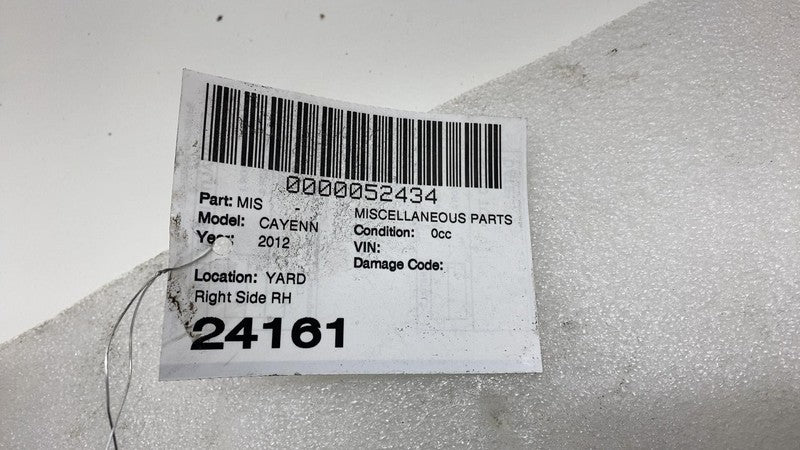 0000052434
Part: MIS - MISCELLANEOUS PARTS
Model: CAYENN Condition: 0cc
Year: 2012 VIN:
Damage Code:
Location: YARD
Right Side RH
24161